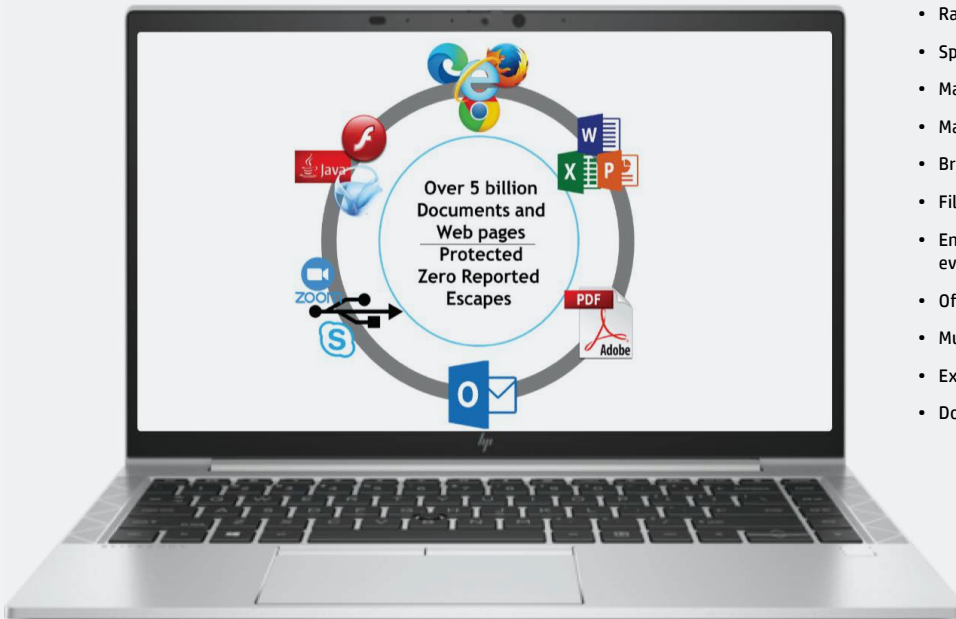 Over 5 billion
Documents and
Web pages
Protected
Zero Reported
Escapes
W
X
P
PDF
Adobe
O
S
ZOOM
Java
hp
• Ra
• Sp
• Ma
• Ma
• Br
• Fil
• En
ev
• Of
• Mu
• Ex
• Do